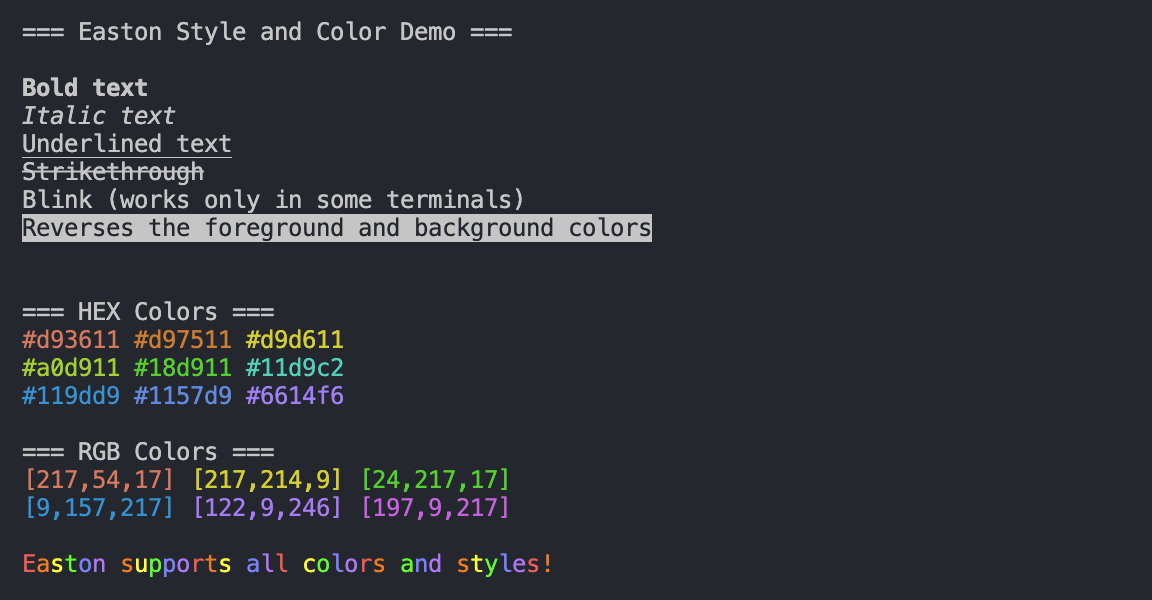 === Easton Style and Color Demo ===
Bold text
Italic text
Underlined text
Strikethrough
Blink (works only in some terminals)
Reverses the foreground and background colors
=== HEX Colors ===
#d93611 #d97511 #d9d611
#a0d911 #18d911 #11d9c2
#119dd9 #1157d9 #6614f6
=== RGB Colors ===
[217,54,17] [217,214,9] [24,217,17]
[9,157,217] [122,9,246] [197,9,217]
Easton supports all colors and styles!